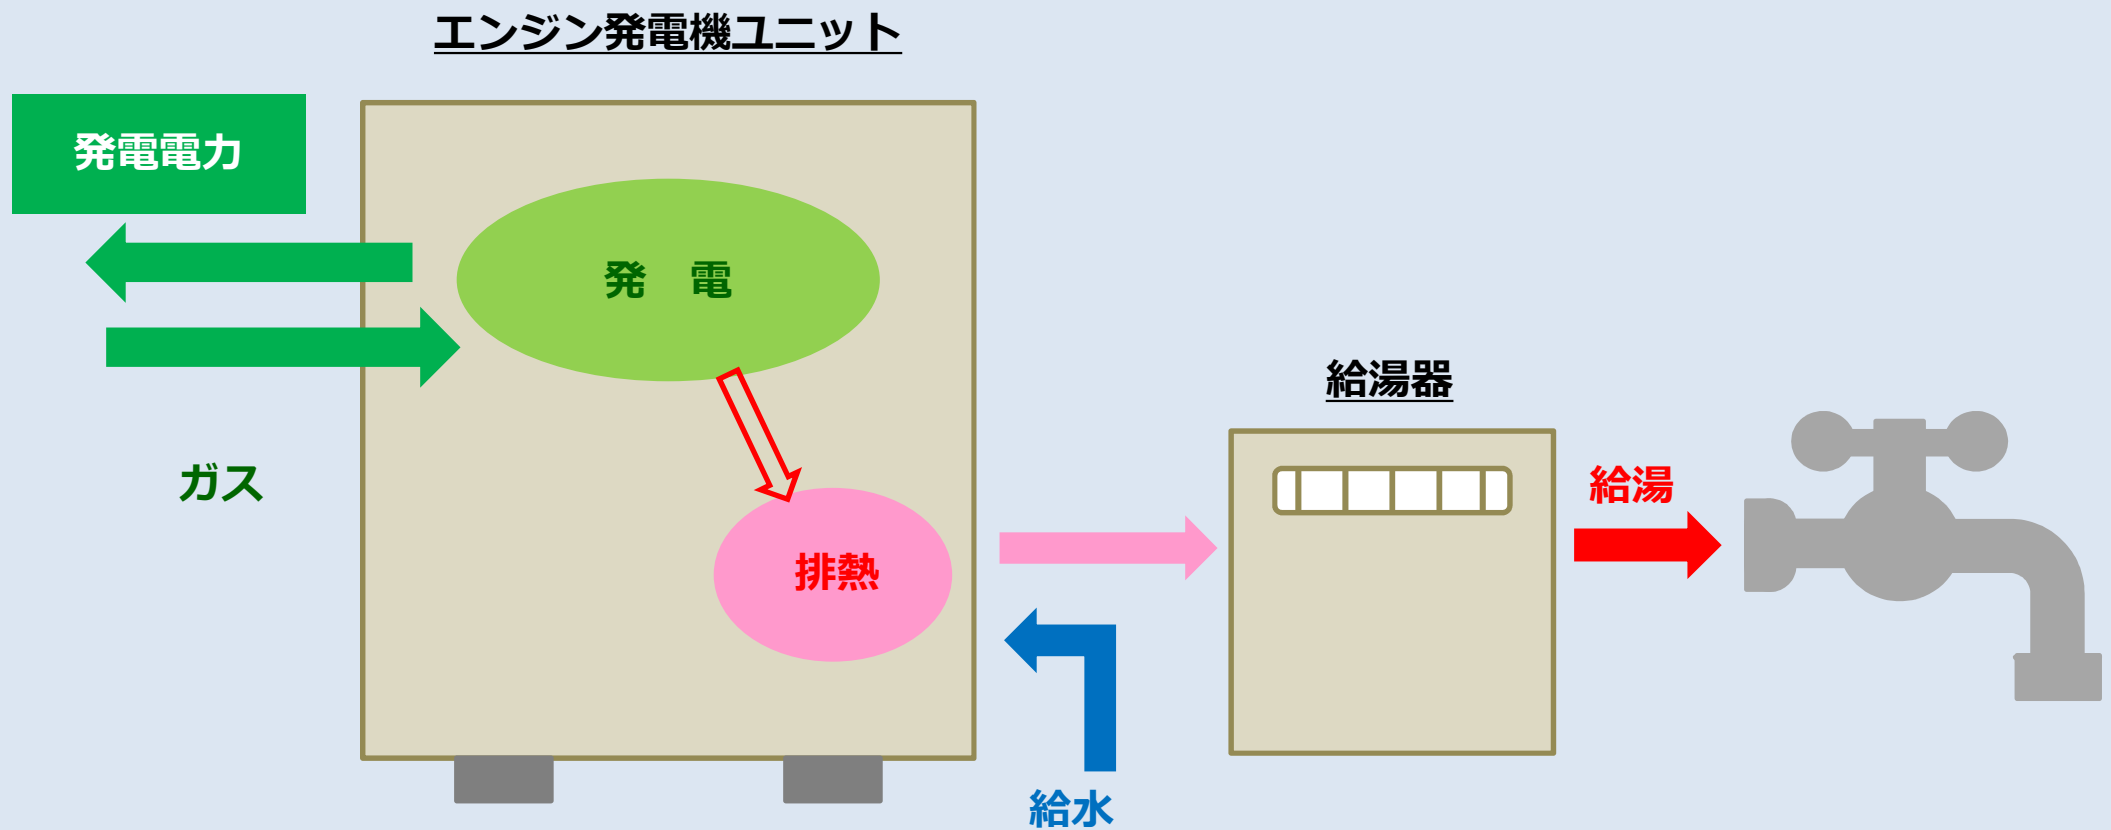 エンジン発電機ユニット
発電電力
発　電
ガス
排熱
給水
給湯器
給湯